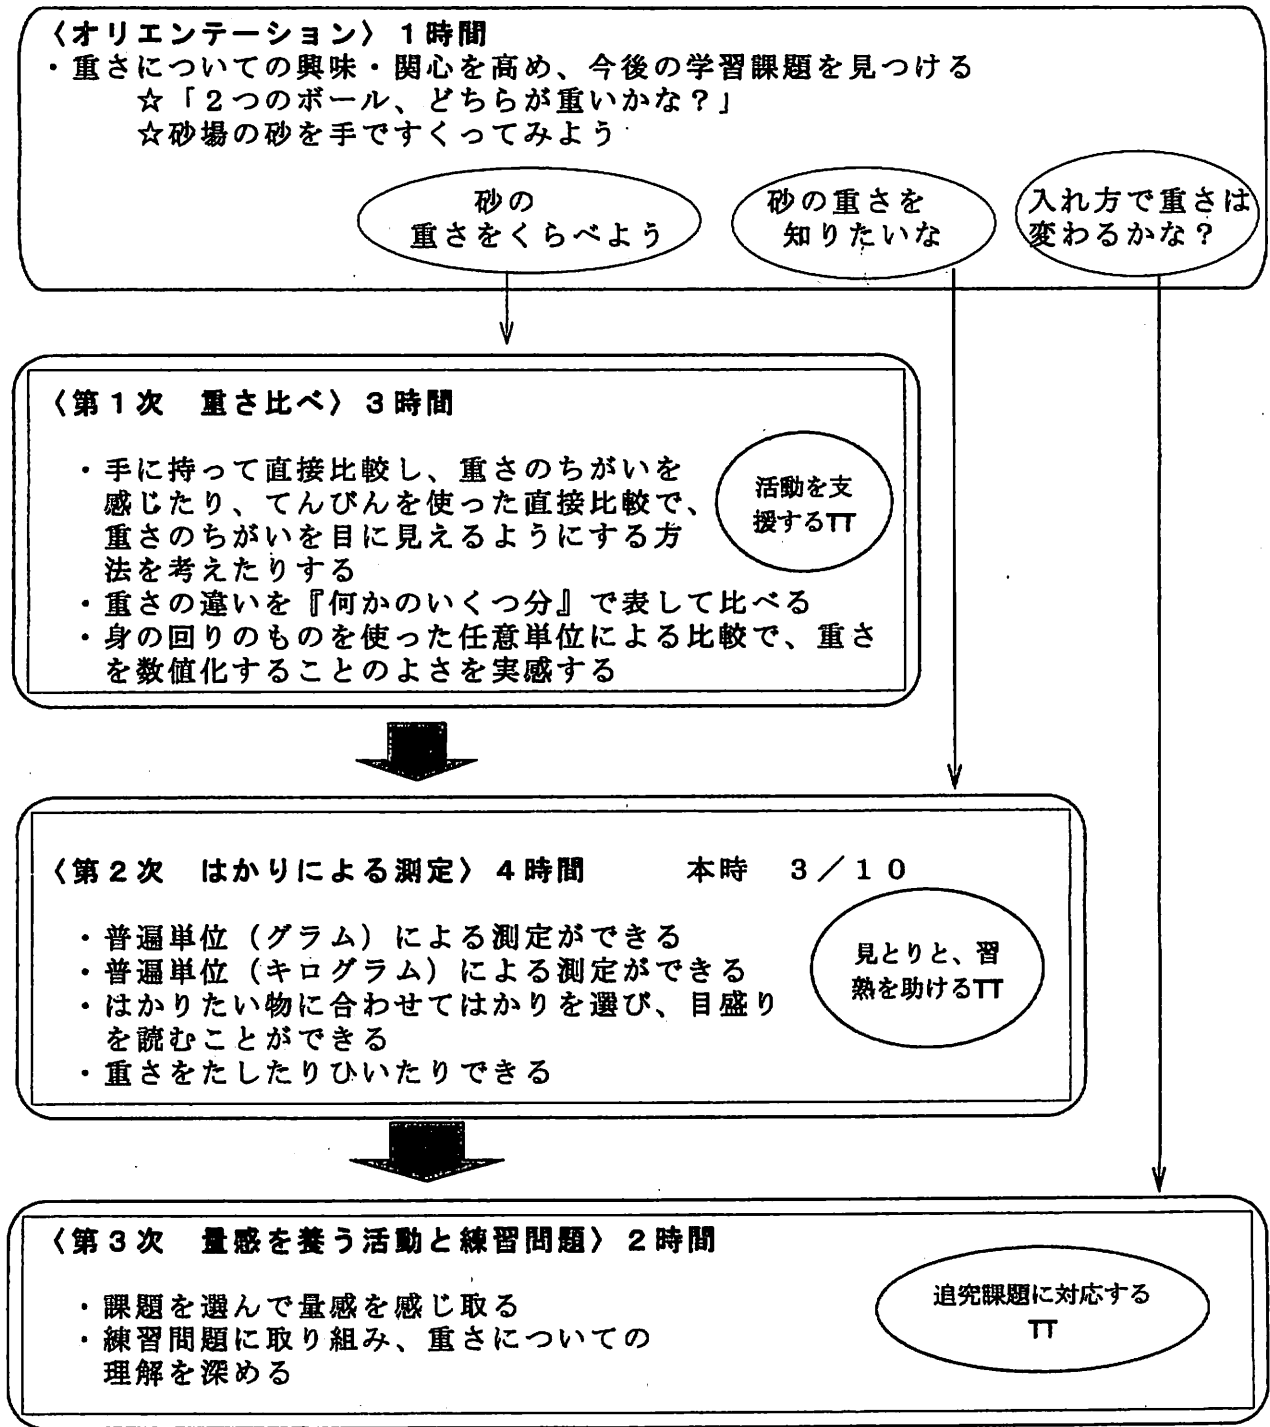 〈オリエンテーション〉１時間
・重さについての興味・関心を高め、今後の学習課題を見つける
☆「２つのボール、どちらが重いかな？」
☆砂場の砂を手ですくってみよう
砂の
重さをくらべよう
砂の重さを
知りたいな
入れ方で重さは
変わるかな？
〈第１次　重さ比べ〉３時間
・手に持って直接比較し、重さのちがいを
感じたり、てんびんを使った直接比較で、
重さのちがいを目に見えるようにする方
法を考えたりする
・重さの違いを『何かのいくつ分』で表して比べる
・身の回りのものを使った任意単位による比較で、重さ
を数値化することのよさを実感する
活動を支
援するTT
〈第２次　はかりによる測定〉４時間　　　本時　３／１０
・普遍単位（グラム）による測定ができる
・普遍単位（キログラム）による測定ができる
・はかりたい物に合わせてはかりを選び、目盛り
を読むことができる
・重さをたしたりひいたりできる
見とりと、習
熟を助けるTT
〈第３次　量感を養う活動と練習問題〉２時間
・課題を選んで量感を感じ取る
・練習問題に取り組み、重さについての
理解を深める
追究課題に対応する
TT